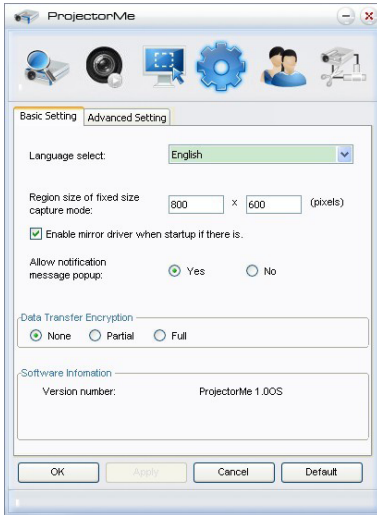 ProjectorMe
Basic Setting
Advanced Setting
Language select:
English
Region size of fixed size
capture mode:
800 x 600 (pixels)
Enable mirror driver when startup if there is.
Allow notification
message popup:
Yes No
Data Transfer Encryption
None Partial Full
Software Infomation
Version number: ProjectorMe 1.0OS
OK Apply Cancel Default